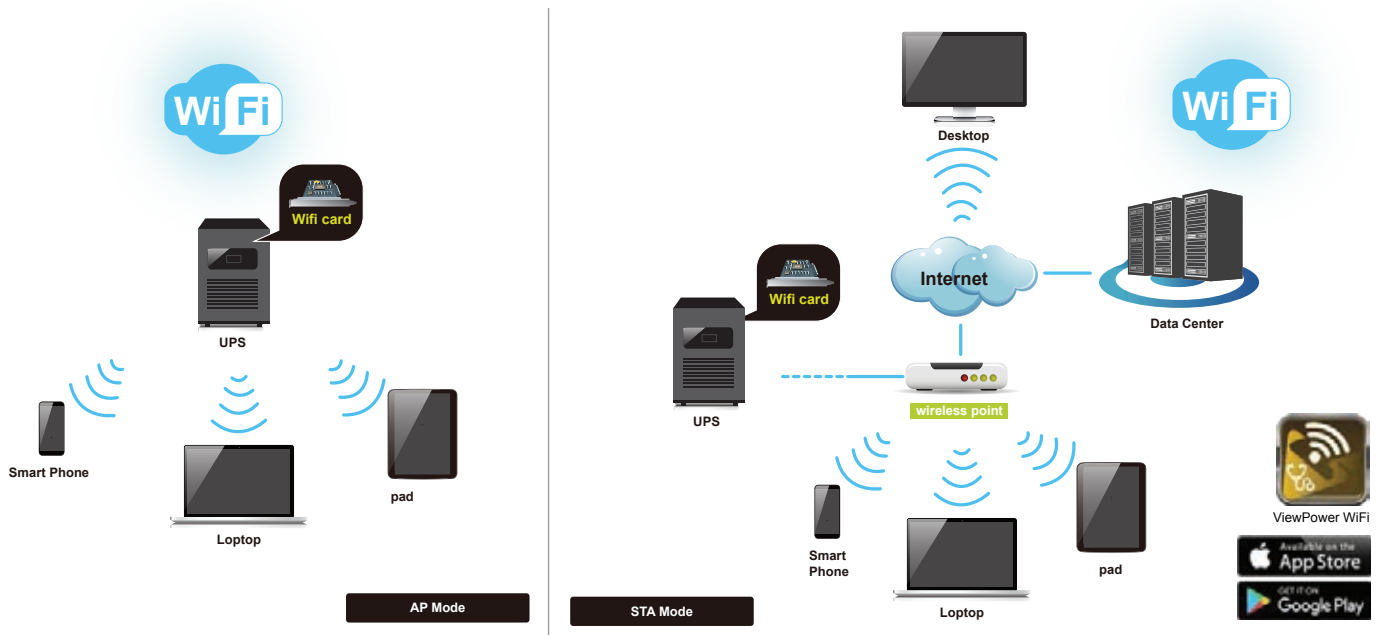 WiFi
Wifi card
UPS
Smart Phone
pad
Loptop
AP Mode
Desktop
WiFi
Internet
Wifi card
Data Center
wireless point
UPS
Smart
Phone
pad
Loptop
STA Mode
ViewPower WiFi
Available on the
App Store
GET IT ON
Google Play